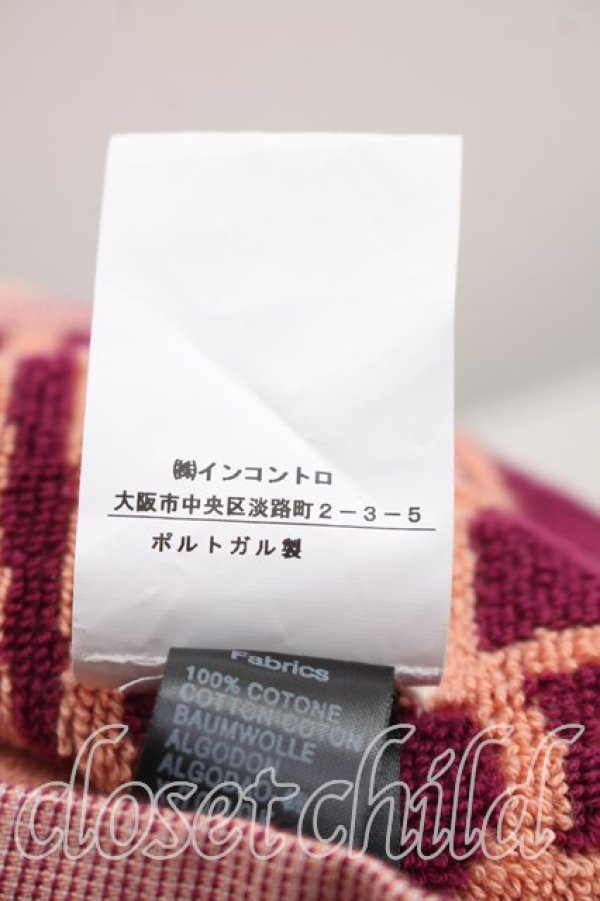 ㈱インコントロ
大阪市中央区淡路町2-3-5
ポルトガル製
Fabrics
100% COTONE
COTTON COTON
BAUMWOLLE
ALGODON
closet child